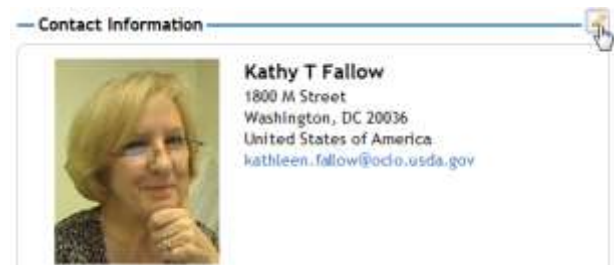 Contact Information
Kathy T Fallow
1800 M Street
Washington, DC 20036
United States of America
kathleen.fallow@ocio.usda.gov